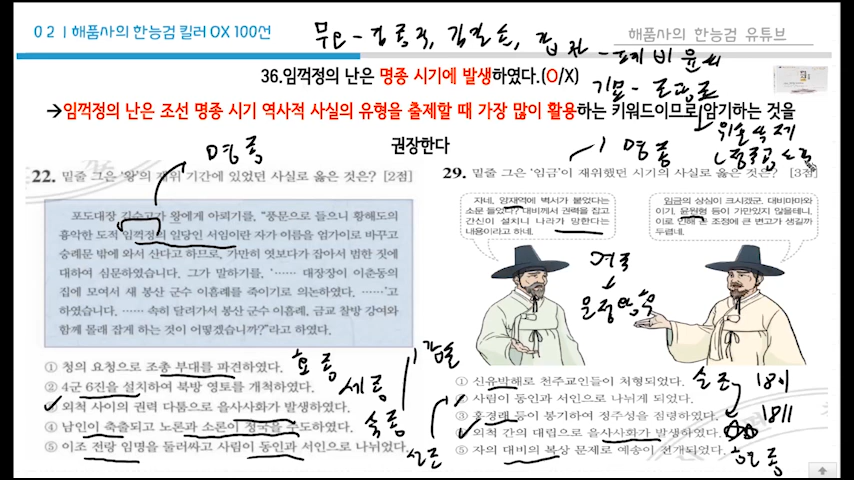 02 | 해품사의 한능검 킬러 OX 100선
해품사의 한능검 유튜브
무오 - 김종직, 김일손,
갑자 - 폐비 윤씨
36.임꺽정의 난은 명종 시기에 발생하였다.(O/X)
기묘 - 조광조
→임꺽정의 난은 조선 명종 시기 역사적 사실의 유형을 출제할 때 가장 많이 활용하는 키워드이므로 암기하는 것을
권장한다
위훈 삭제
명종
22. 밑줄 그은 '왕'의 재위 기간에 있었던 사실로 옳은 것은? [2점]
포도대장 김순고가 왕에게 아뢰기를, "풍문으로 들으니 황해도의
흉악한 도적 임꺽정의 일당인 서임이란 자가 이름을 엄가이로 바꾸고
숭례문 밖에 와서 산다고 하므로, 가만히 엿보다가 잡아서 범한 짓에
대하여 심문하였습니다. 그가 말하기를, '…… 대장장이 이춘동의
집에 모여서 새 봉산 군수 이흠례를 죽이기로 의논하였다. ……'고
하였습니다. …… 속히 달려가서 봉산 군수 이흠례, 금교 찰방 강여와
함께 몰래 잡게 하는 것이 어떻겠습니까?"라고 하였다.
① 청의 요청으로 조총 부대를 파견하였다.
효종
② 4군 6진을 설치하여 북방 영토를 개척하였다.
세종
③ 외척 사이의 권력 다툼으로 을사사화가 발생하였다.
④ 남인이 축출되고 노론과 소론이 정국을 주도하였다.
숙종
⑤ 이조 전랑 임명을 둘러싸고 사림이 동인과 서인으로 나뉘었다.
선조
명종
29. 밑줄 그은 '임금'이 재위했던 시기의 사실로 옳은 것은? [3점]
자네, 양재역에 벽서가 붙었다는
소문 들었나? 대비께서 권력을 잡고
간신이 설치니 나라가 망한다는
내용이라고 하네.
임금의 상심이 크시겠군. 대비마마와
윤원형 등이 가만있지 않을테니,
이로 인해 또 조정에 큰 변고가 생길까
두렵네.
여주
문정왕후
① 신유박해로 천주교인들이 처형되었다.
순조
1801
② 사림이 동인과 서인으로 나뉘게 되었다.
③ 홍경래 등이 봉기하여 정주성을 점령하였다.
1811
④ 외척 간의 대립으로 을사사화가 발생하였다.
⑤ 자의 대비의 복상 문제로 예송이 전개되었다.
현종